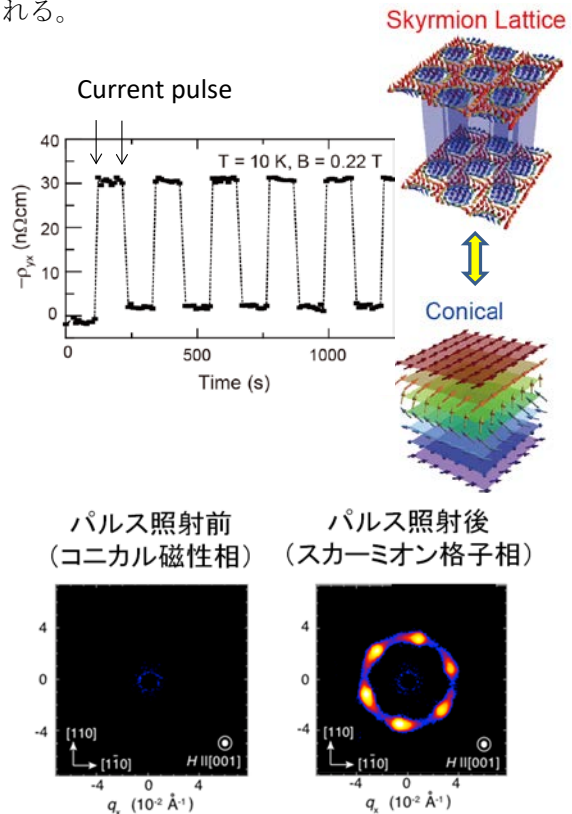 れる。
Skyrmion Lattice
Current pulse
T = 10 K, B = 0.22 T
40
30
20
10
0
-ρyx (nΩcm)
0
500
1000
Time (s)
Conical
パルス照射前
（コニカル磁性相）
パルス照射後
（スカーミオン格子相）
4
0
-4
[110]
[11̄0]
H II[001]
-4
0
4
qx (10-2 Å-1)
4
0
-4
[110]
[11̄0]
H II[001]
-4
0
4
qx (10-2 Å-1)